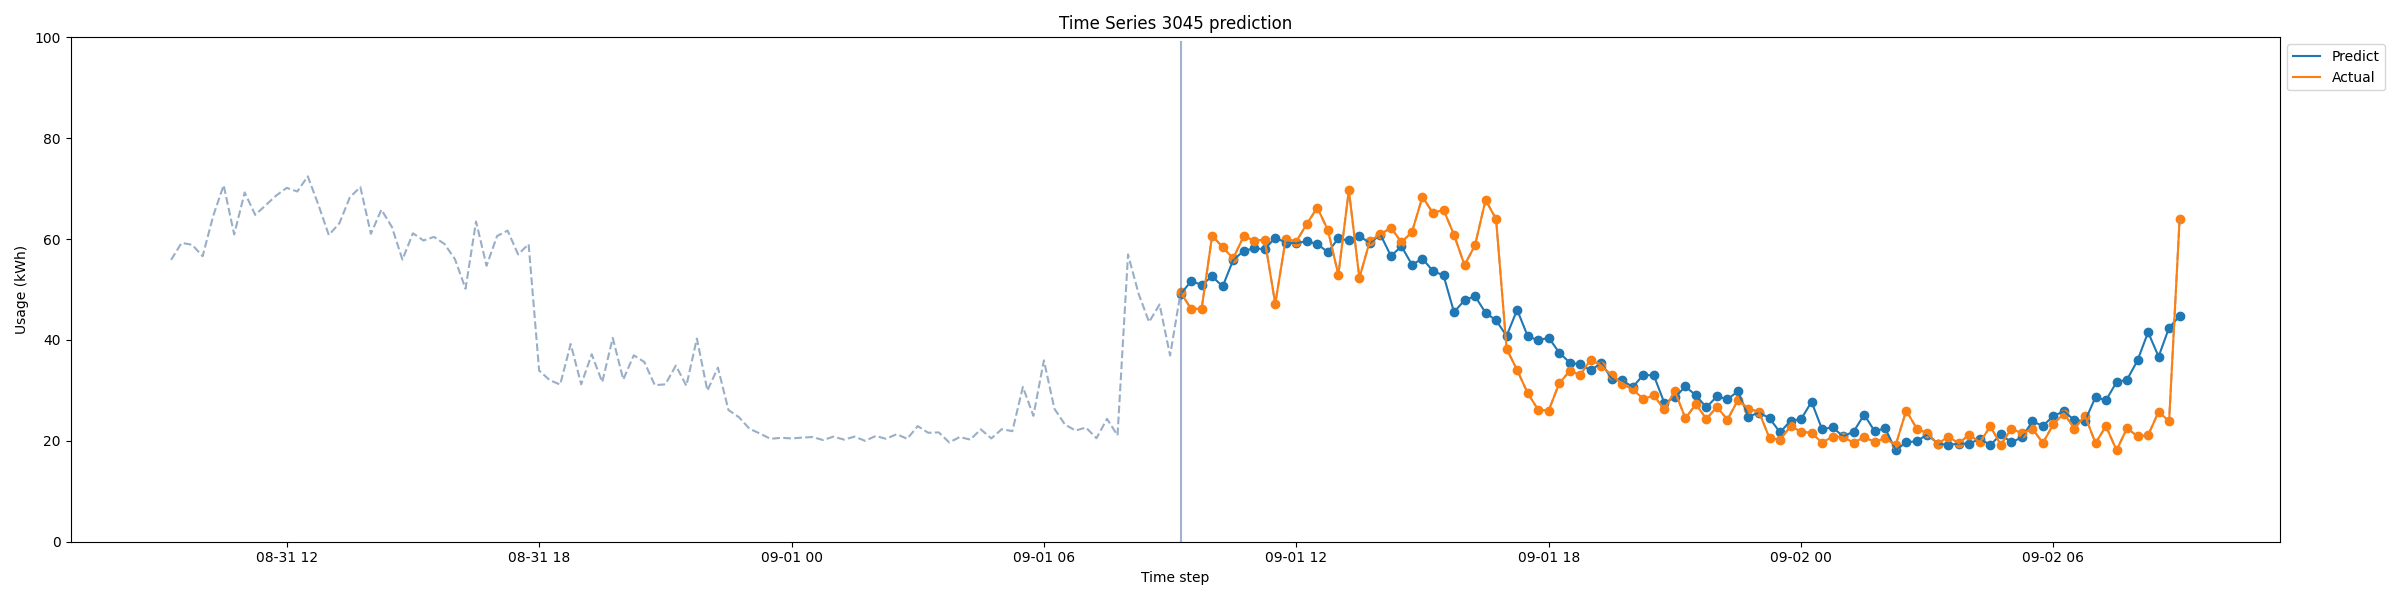 Time Series 3045 prediction
100
80
60
40
20
0
Usage (kWh)
Predict
Actual
08-31 12
08-31 18
09-01 00
09-01 06
09-01 12
09-01 18
09-02 00
09-02 06
Time step